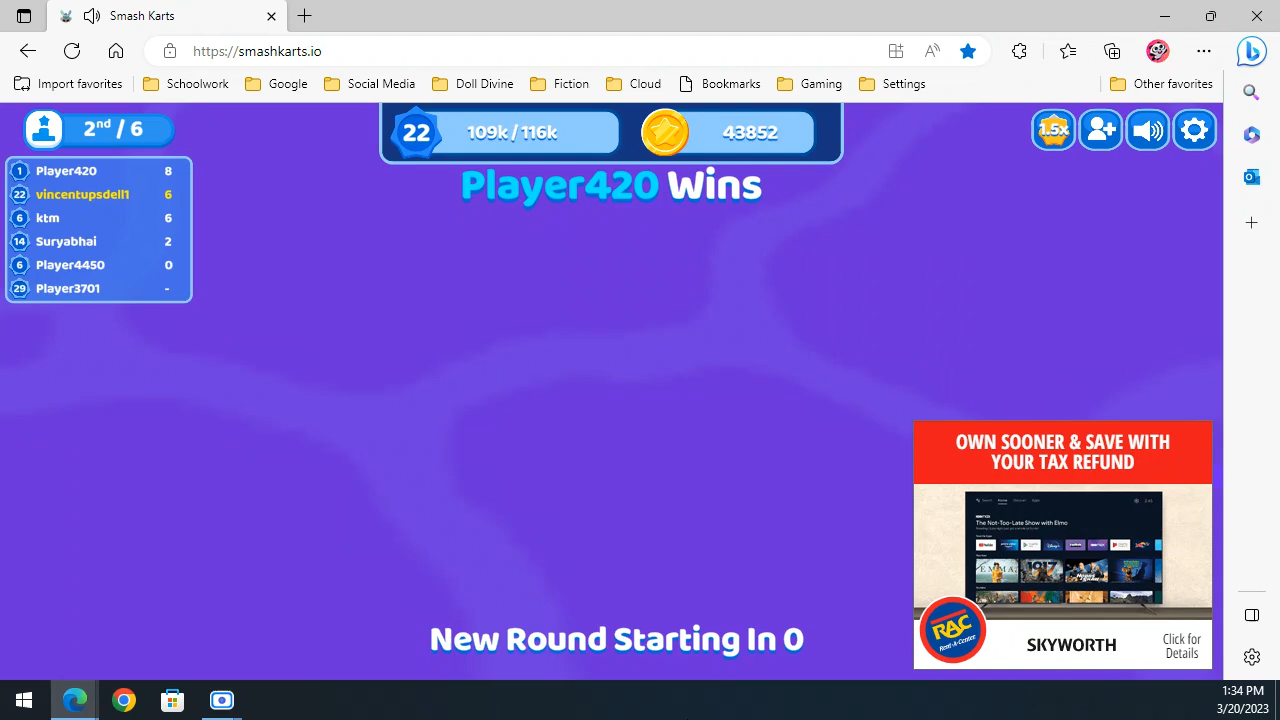 Smash Karts
https://smashkarts.io
Import favorites Schoolwork Google Social Media Doll Divine Fiction Cloud Bookmarks Gaming Settings Other favorites
2nd / 6
22 109k / 116k 43852 1.5x
Player420 Wins
1 Player420 8
22 vincentupsdell1 6
6 ktm 6
14 Suryabhai 2
6 Player4450 0
29 Player3701 -
OWN SOONER & SAVE WITH
YOUR TAX REFUND
The Not-Too-Late Show with Elmo
1917
RAC
Rent-A-Center
SKYWORTH
Click for
Details
New Round Starting In 0
1:34 PM
3/20/2023